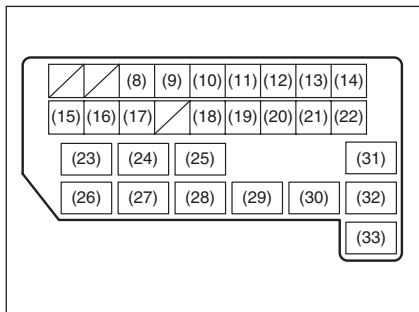 (8) (9) (10) (11) (12) (13) (14)
(15) (16) (17) (18) (19) (20) (21) (22)
(23) (24) (25) (31)
(26) (27) (28) (29) (30) (32)
(33)